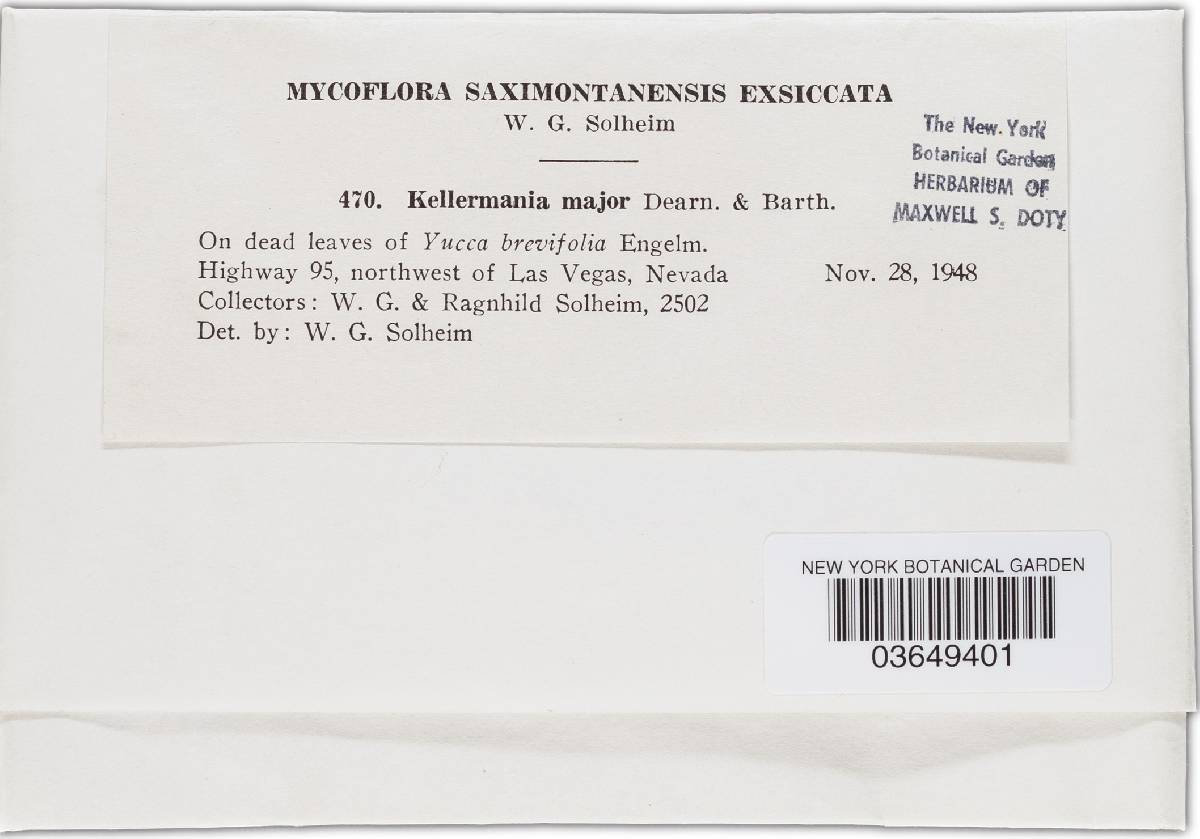 MYCOFLORA SAXIMONTANENSIS EXSICCATA
W. G. Solheim
The New York
Botanical Garden
HERBARIUM OF
MAXWELL S. DOTY
470. Kellermania major Dearn. & Barth.
On dead leaves of Yucca brevifolia Engelm.
Highway 95, northwest of Las Vegas, Nevada Nov. 28, 1948
Collectors: W. G. & Ragnhild Solheim, 2502
Det. by: W. G. Solheim
NEW YORK BOTANICAL GARDEN
03649401